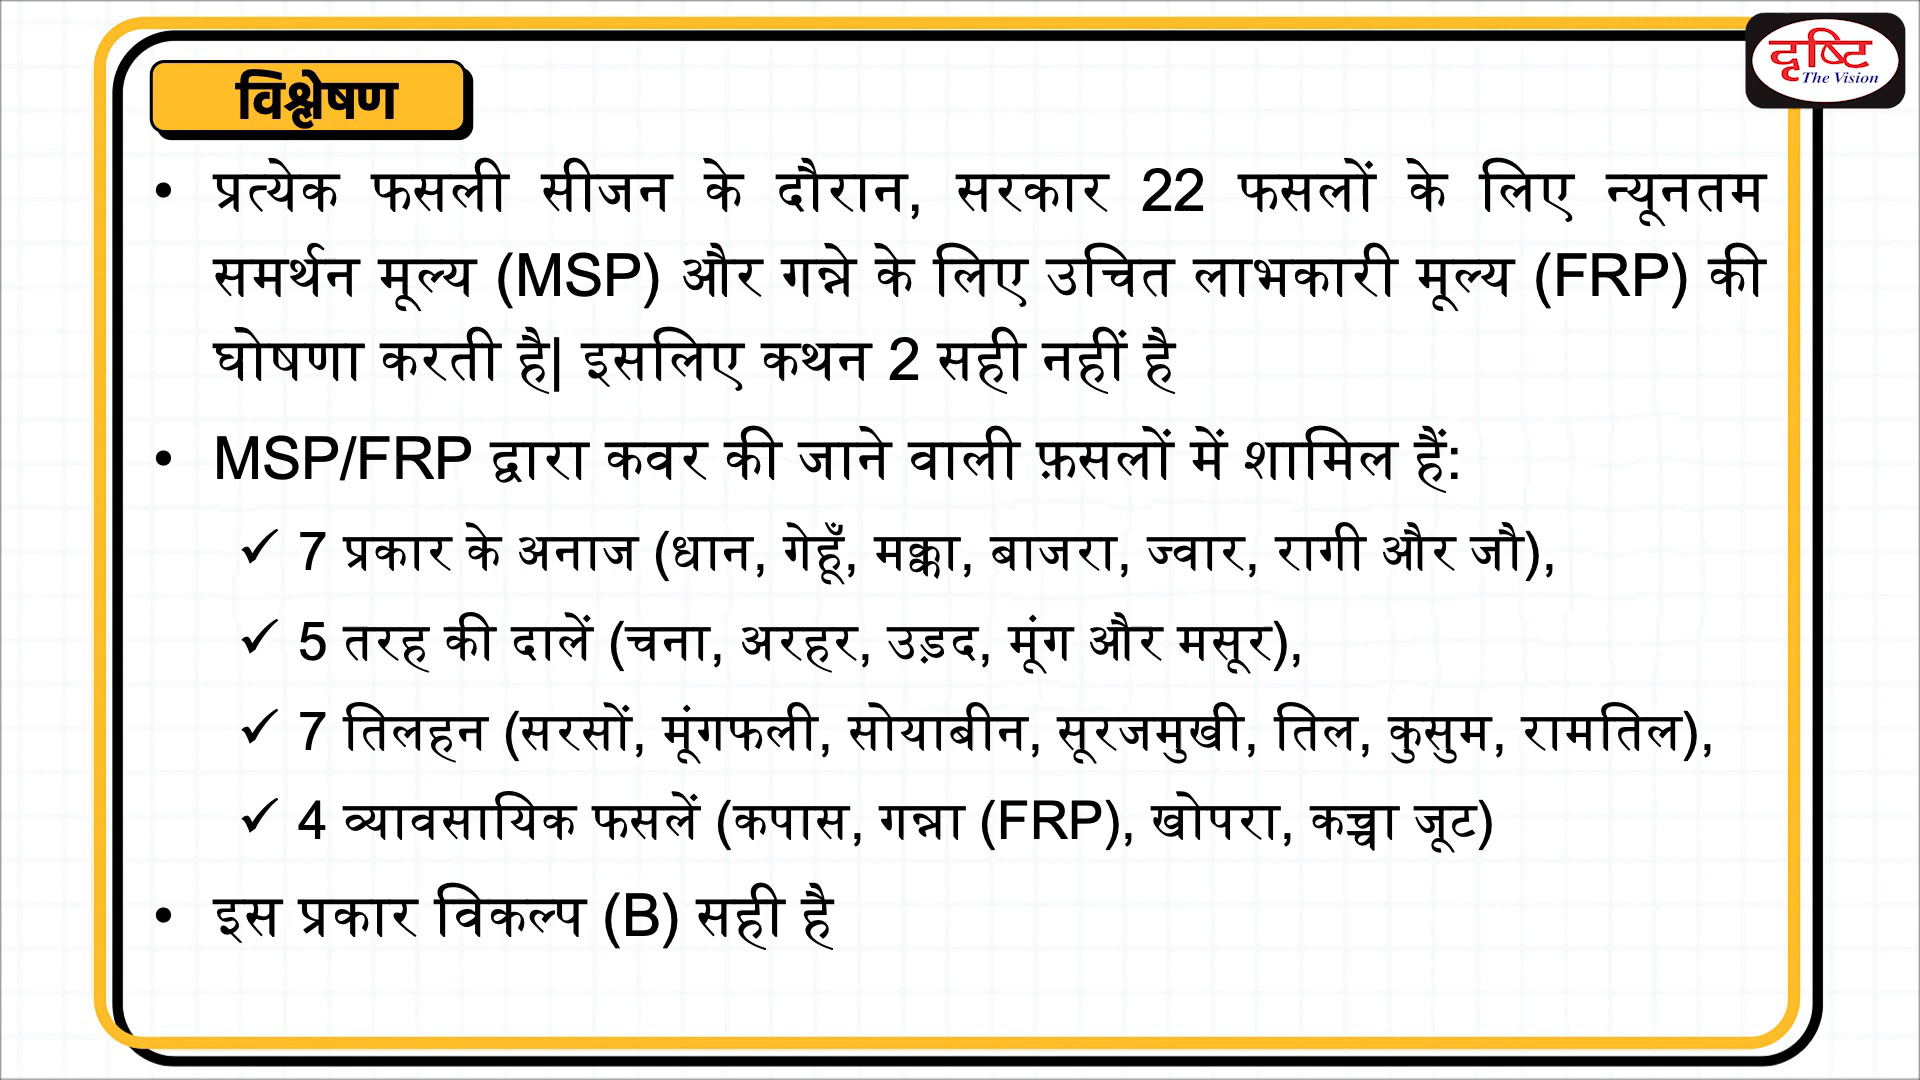 दृष्टि
The Vision
विश्लेषण
• प्रत्येक फसली सीजन के दौरान, सरकार 22 फसलों के लिए न्यूनतम
समर्थन मूल्य (MSP) और गन्ने के लिए उचित लाभकारी मूल्य (FRP) की
घोषणा करती है| इसलिए कथन 2 सही नहीं है
• MSP/FRP द्वारा कवर की जाने वाली फ़सलों में शामिल हैं:
✓ 7 प्रकार के अनाज (धान, गेहूँ, मक्का, बाजरा, ज्वार, रागी और जौ),
✓ 5 तरह की दालें (चना, अरहर, उड़द, मूंग और मसूर),
✓ 7 तिलहन (सरसों, मूंगफली, सोयाबीन, सूरजमुखी, तिल, कुसुम, रामतिल),
✓ 4 व्यावसायिक फसलें (कपास, गन्ना (FRP), खोपरा, कच्चा जूट)
• इस प्रकार विकल्प (B) सही है